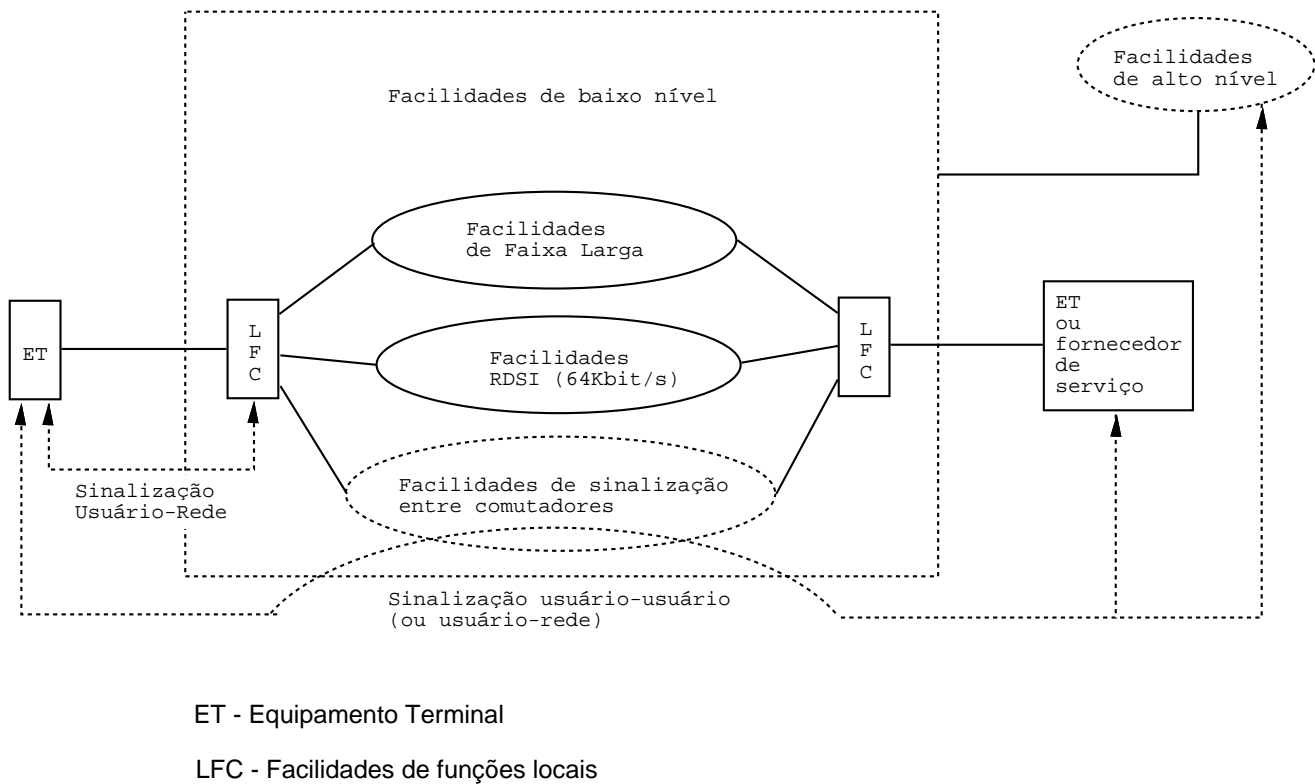 Facilidades
de alto nível
Facilidades de baixo nível
Facilidades
de Faixa Larga
ET
L
F
C
Facilidades
RDSI (64Kbit/s)
L
F
C
ET
ou
fornecedor
de
serviço
Facilidades de sinalização
entre comutadores
Sinalização
Usuário-Rede
Sinalização usuário-usuário
(ou usuário-rede)
ET - Equipamento Terminal
LFC - Facilidades de funções locais